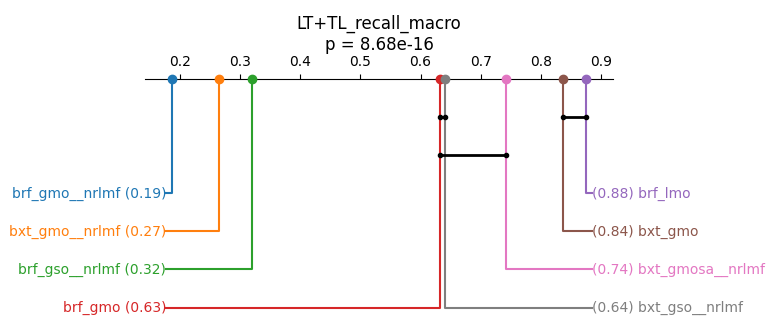 LT+TL_recall_macro
p = 8.68e-16
0.2 0.3 0.4 0.5 0.6 0.7 0.8 0.9
brf_gmo__nrlmf (0.19) (0.88) brf_lmo
bxt_gmo__nrlmf (0.27) (0.84) bxt_gmo
brf_gso__nrlmf (0.32) (0.74) bxt_gmosa__nrlmf
brf_gmo (0.63) (0.64) bxt_gso__nrlmf